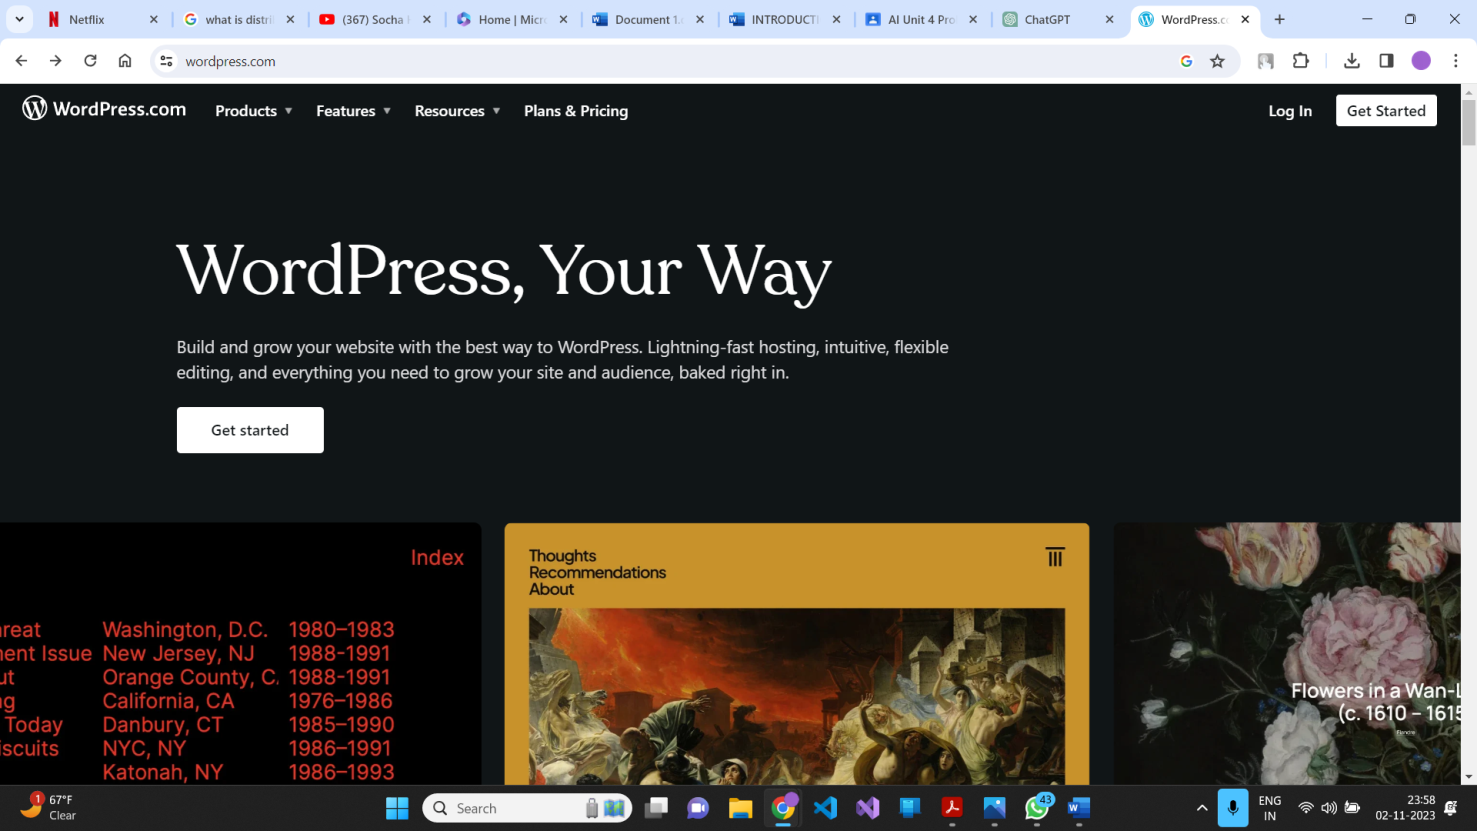 Netflix
what is distri
(367) Socha
Home | Micro
Document 1.
INTRODUCTI
AI Unit 4 Pro
ChatGPT
WordPress.c
wordpress.com
WordPress.com
Products
Features
Resources
Plans & Pricing
Log In
Get Started
WordPress, Your Way
Build and grow your website with the best way to WordPress. Lightning-fast hosting, intuitive, flexible
editing, and everything you need to grow your site and audience, baked right in.
Get started
Index
reat Washington, D.C. 1980–1983
ent Issue New Jersey, NJ 1988-1991
ut Orange County, C 1988-1991
g California, CA 1976–1986
Today Danbury, CT 1985–1990
iscuits NYC, NY 1986–1991
Katonah, NY 1986–1993
Thoughts
Recommendations
About
Flowers in a Wan-L
(c. 1610 – 1615
Flandre
1
67°F
Clear
Search
43
ENG
IN
23:58
02-11-2023